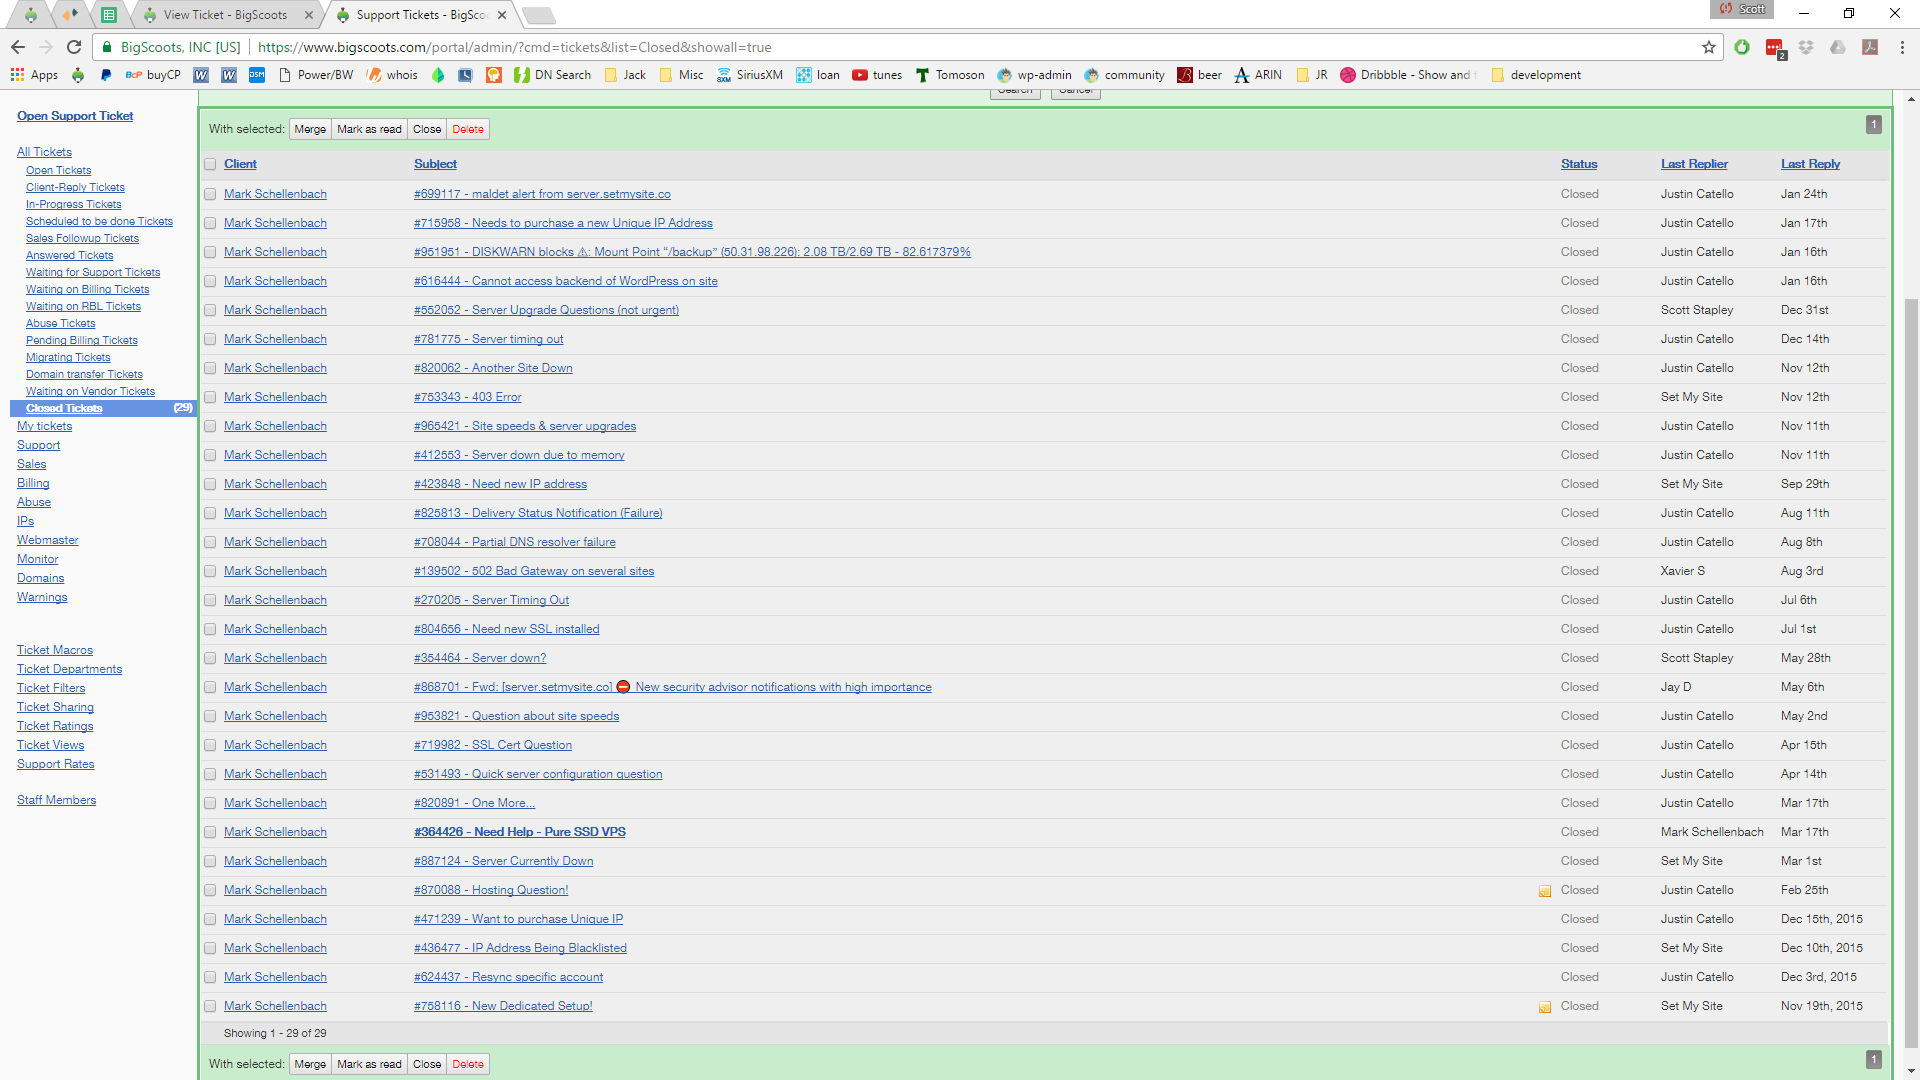 Scott
View Ticket - BigScoots
Support Tickets - BigSco
BigScoots, INC [US] https://www.bigscoots.com/portal/admin/?cmd=tickets&list=Closed&showall=true
2
Apps BCP buyCP DSM Power/BW whois DN Search Jack Misc SiriusXM loan tunes Tomoson wp-admin community beer ARIN JR Dribbble - Show and development
Search Cancel
Open Support Ticket
All Tickets
Open Tickets
Client-Reply Tickets
In-Progress Tickets
Scheduled to be done Tickets
Sales Followup Tickets
Answered Tickets
Waiting for Support Tickets
Waiting on Billing Tickets
Waiting on RBL Tickets
Abuse Tickets
Pending Billing Tickets
Migrating Tickets
Domain transfer Tickets
Waiting on Vendor Tickets
Closed Tickets (29)
My tickets
Support
Sales
Billing
Abuse
IPs
Webmaster
Monitor
Domains
Warnings
Ticket Macros
Ticket Departments
Ticket Filters
Ticket Sharing
Ticket Ratings
Ticket Views
Support Rates
Staff Members
With selected: Merge Mark as read Close Delete 1
Client Subject Status Last Replier Last Reply
Mark Schellenbach #699117 - maldet alert from server.setmysite.co Closed Justin Catello Jan 24th
Mark Schellenbach #715958 - Needs to purchase a new Unique IP Address Closed Justin Catello Jan 17th
Mark Schellenbach #951951 - DISKWARN blocks ⚠: Mount Point “/backup” (50.31.98.226): 2.08 TB/2.69 TB - 82.617379% Closed Justin Catello Jan 16th
Mark Schellenbach #616444 - Cannot access backend of WordPress on site Closed Justin Catello Jan 16th
Mark Schellenbach #552052 - Server Upgrade Questions (not urgent) Closed Scott Stapley Dec 31st
Mark Schellenbach #781775 - Server timing out Closed Justin Catello Dec 14th
Mark Schellenbach #820062 - Another Site Down Closed Justin Catello Nov 12th
Mark Schellenbach #753343 - 403 Error Closed Set My Site Nov 12th
Mark Schellenbach #965421 - Site speeds & server upgrades Closed Justin Catello Nov 11th
Mark Schellenbach #412553 - Server down due to memory Closed Justin Catello Nov 11th
Mark Schellenbach #423848 - Need new IP address Closed Set My Site Sep 29th
Mark Schellenbach #825813 - Delivery Status Notification (Failure) Closed Justin Catello Aug 11th
Mark Schellenbach #708044 - Partial DNS resolver failure Closed Justin Catello Aug 8th
Mark Schellenbach #139502 - 502 Bad Gateway on several sites Closed Xavier S Aug 3rd
Mark Schellenbach #270205 - Server Timing Out Closed Justin Catello Jul 6th
Mark Schellenbach #804656 - Need new SSL installed Closed Justin Catello Jul 1st
Mark Schellenbach #354464 - Server down? Closed Scott Stapley May 28th
Mark Schellenbach #868701 - Fwd: [server.setmysite.co] ⛔ New security advisor notifications with high importance Closed Jay D May 6th
Mark Schellenbach #953821 - Question about site speeds Closed Justin Catello May 2nd
Mark Schellenbach #719982 - SSL Cert Question Closed Justin Catello Apr 15th
Mark Schellenbach #531493 - Quick server configuration question Closed Justin Catello Apr 14th
Mark Schellenbach #820891 - One More... Closed Justin Catello Mar 17th
Mark Schellenbach #364426 - Need Help - Pure SSD VPS Closed Mark Schellenbach Mar 17th
Mark Schellenbach #887124 - Server Currently Down Closed Set My Site Mar 1st
Mark Schellenbach #870088 - Hosting Question! Closed Justin Catello Feb 25th
Mark Schellenbach #471239 - Want to purchase Unique IP Closed Justin Catello Dec 15th, 2015
Mark Schellenbach #436477 - IP Address Being Blacklisted Closed Set My Site Dec 10th, 2015
Mark Schellenbach #624437 - Resync specific account Closed Justin Catello Dec 3rd, 2015
Mark Schellenbach #758116 - New Dedicated Setup! Closed Set My Site Nov 19th, 2015
Showing 1 - 29 of 29
With selected: Merge Mark as read Close Delete 1